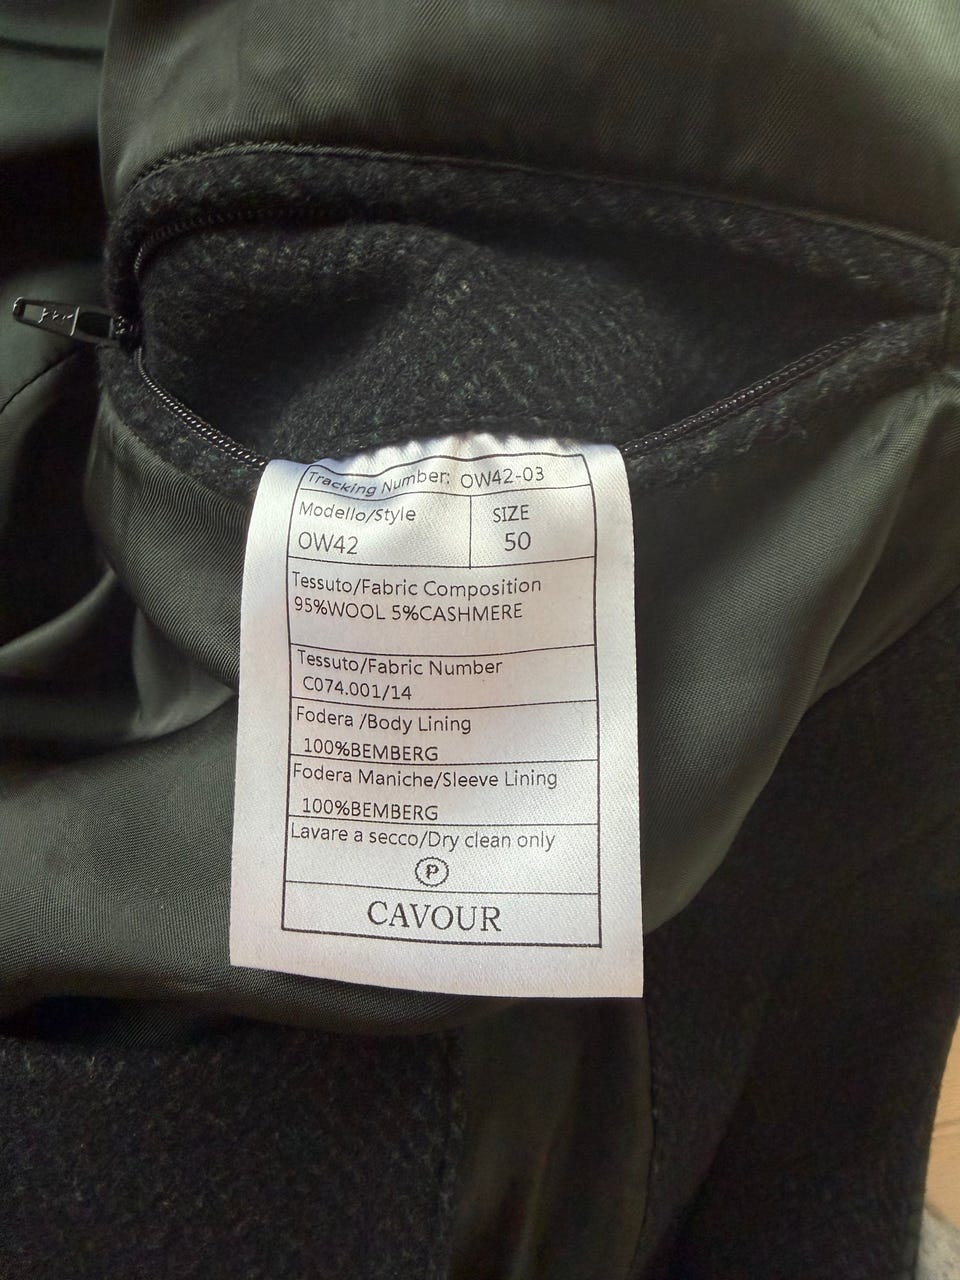 Tracking Number: OW42-03
Modello/Style
SIZE
OW42
50
Tessuto/Fabric Composition
95%WOOL 5%CASHMERE
Tessuto/Fabric Number
C074.001/14
Fodera /Body Lining
100%BEMBERG
Fodera Maniche/Sleeve Lining
100%BEMBERG
Lavare a secco/Dry clean only
P
CAVOUR